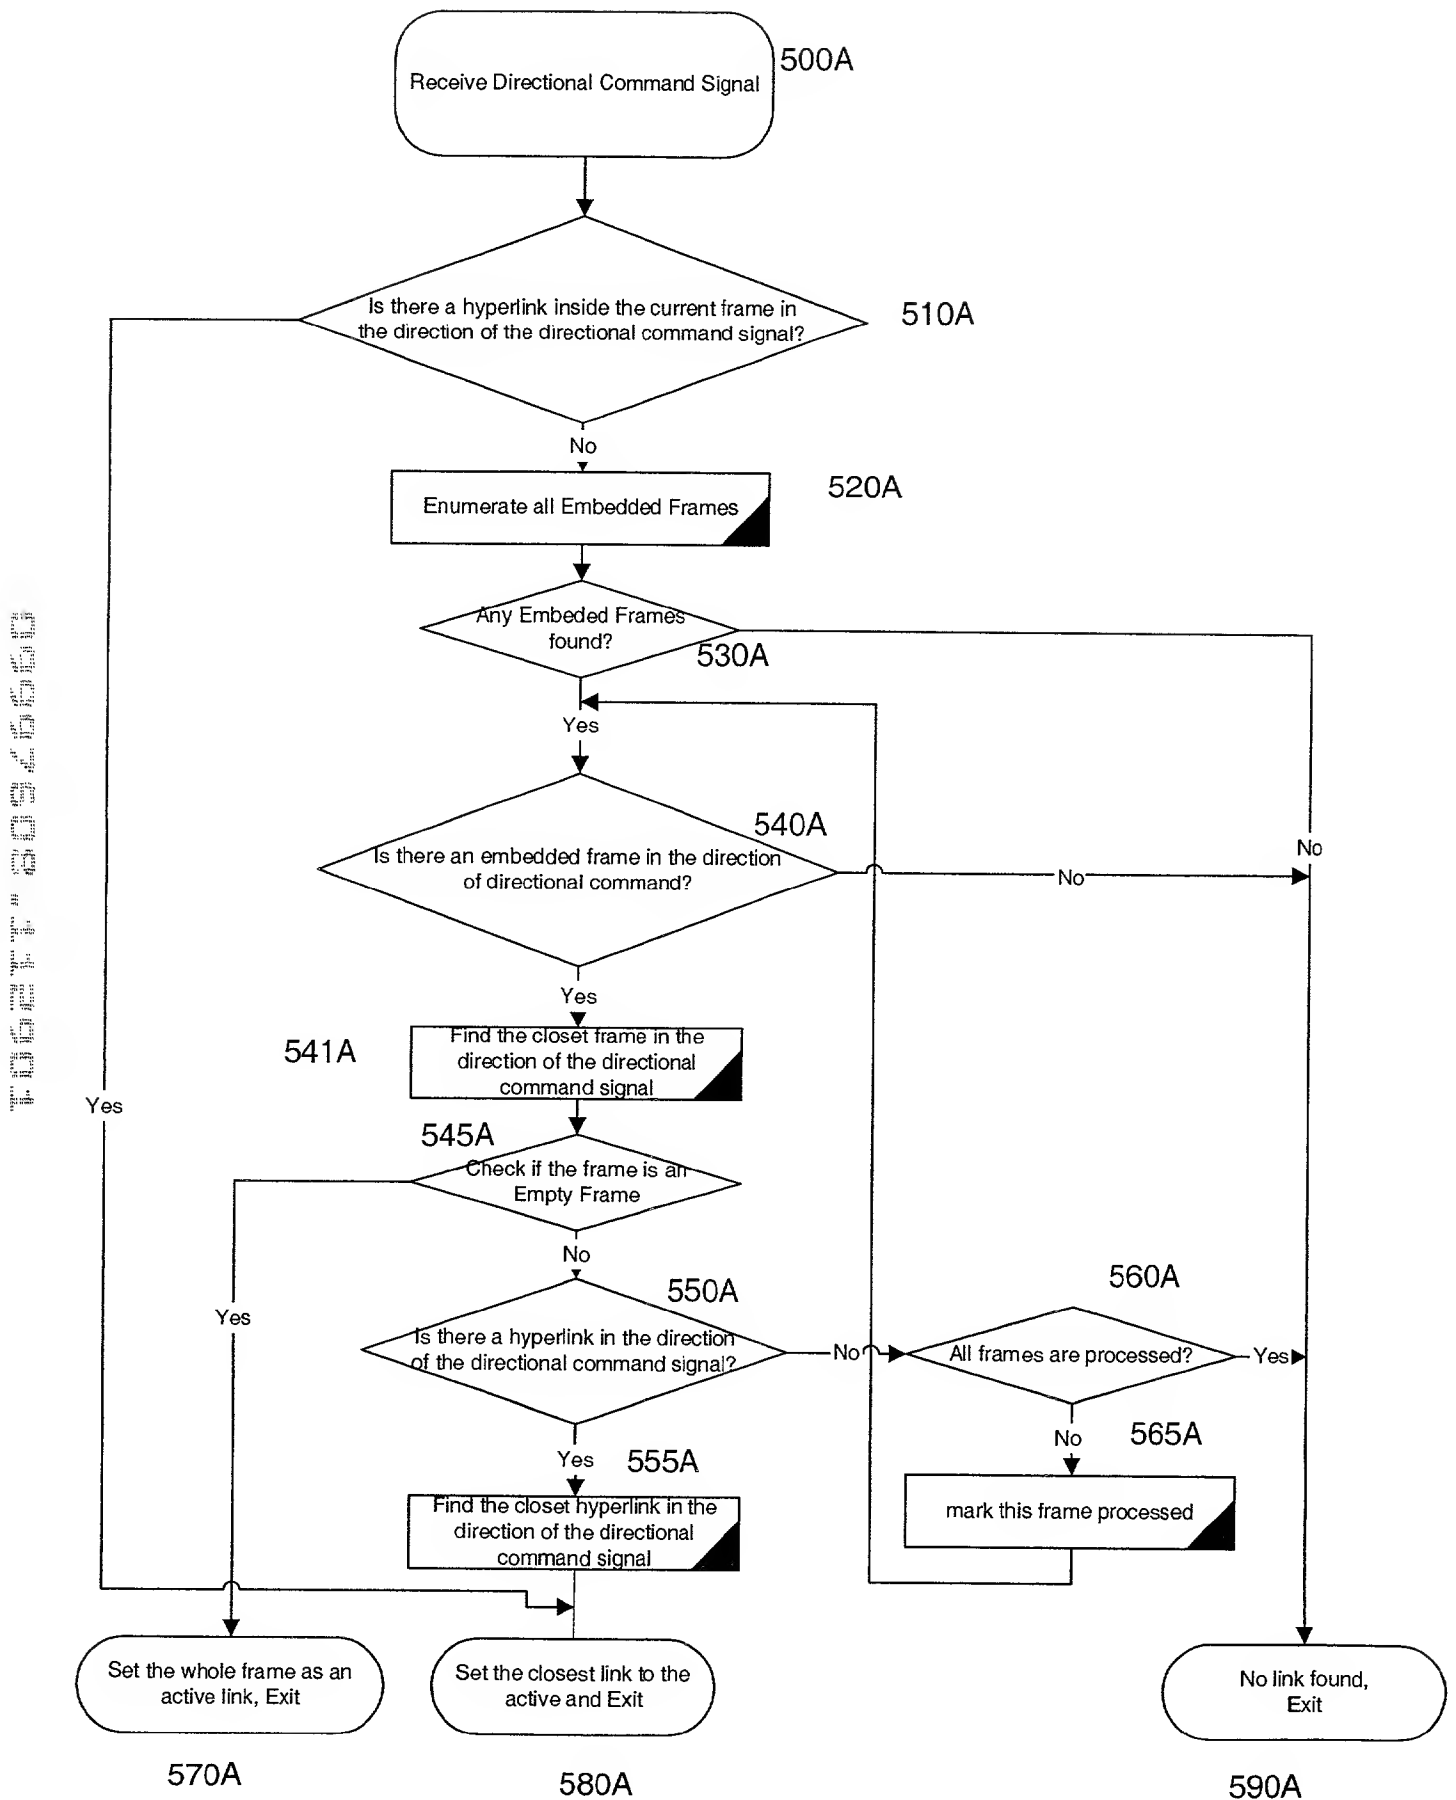 Receive Directional Command Signal
500A
Is there a hyperlink inside the current frame in
the direction of the directional command signal?
510A
No
Enumerate all Embedded Frames
520A
Any Embeded Frames
found?
530A
Yes
No
540A
Is there an embedded frame in the direction
of directional command?
No
Yes
541A
Find the closet frame in the
direction of the directional
command signal
Yes
545A
Check if the frame is an
Empty Frame
No
Yes
550A
Is there a hyperlink in the direction
of the directional command signal?
No
560A
All frames are processed?
Yes
No
565A
mark this frame processed
Yes
555A
Find the closet hyperlink in the
direction of the directional
command signal
Set the whole frame as an
active link, Exit
570A
Set the closest link to the
active and Exit
580A
No link found,
Exit
590A